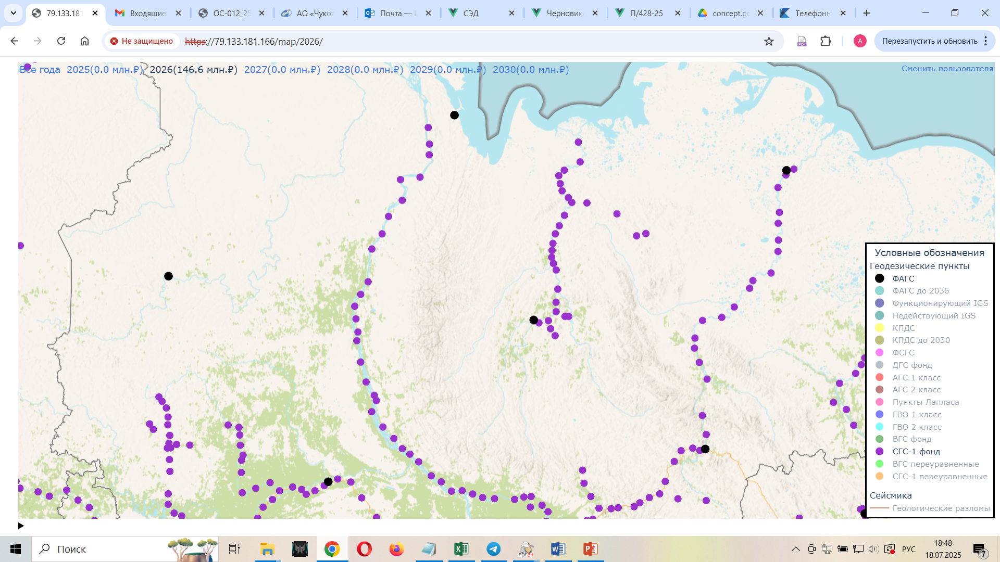 79.133.181
Входящие
ОС-012_25
АО «Чукот
Почта — L
СЭД
Черновик
П/428-25
concept.pd
Телефонн
Не защищено
https://79.133.181.166/map/2026/
PDF
A
Перезапустить и обновить
Все года 2025(0.0 млн.₽) 2026(146.6 млн.₽) 2027(0.0 млн.₽) 2028(0.0 млн.₽) 2029(0.0 млн.₽) 2030(0.0 млн.₽)
Сменить пользователя
Условные обозначения
Геодезические пункты
ФАГС
ФАГС до 2036
Функционирующий IGS
Недействующий IGS
КПДС
КПДС до 2030
ФСГС
ДГС фонд
АГС 1 класс
АГС 2 класс
Пункты Лапласа
ГВО 1 класс
ГВО 2 класс
ВГС фонд
СГС-1 фонд
ВГС переуравненные
СГС-1 переуравненные
Сейсмика
Геологические разломы
Поиск
PDF24
РУС
18:48
18.07.2025
7